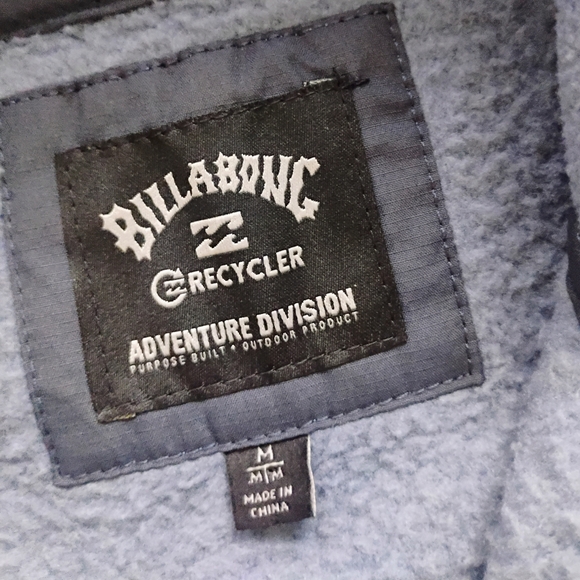 BILLABONG
RECYCLER
ADVENTURE DIVISION
PURPOSE BUILT • OUTDOOR PRODUCT
M
M M
MADE IN
CHINA